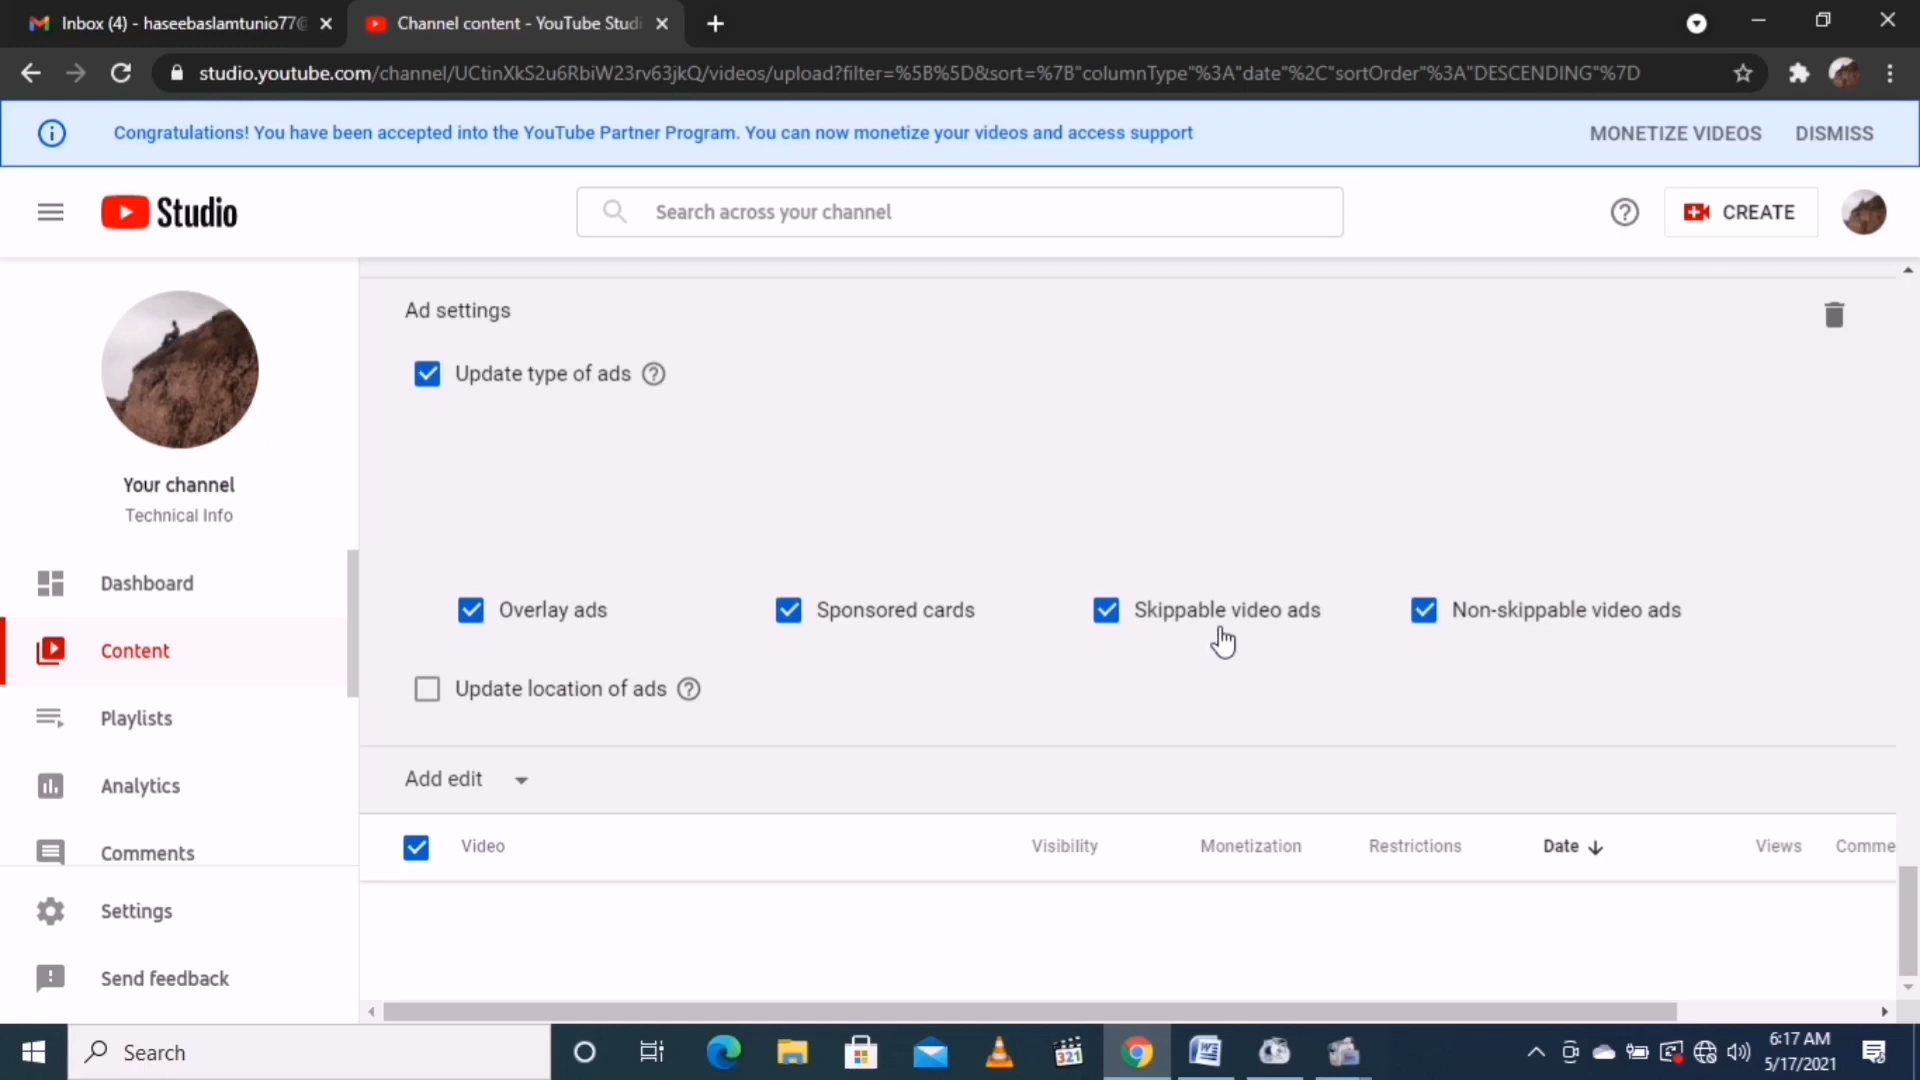 Inbox (4) - haseebaslamtunio77@
Channel content - YouTube Studi
studio.youtube.com/channel/UCtinXkS2u6RbiW23rv63jkQ/videos/upload?filter=%5B%5D&sort=%7B"columnType"%3A"date"%2C"sortOrder"%3A"DESCENDING"%7D
Congratulations! You have been accepted into the YouTube Partner Program. You can now monetize your videos and access support
MONETIZE VIDEOS
DISMISS
Studio
Search across your channel
CREATE
Your channel
Technical Info
Dashboard
Content
Playlists
Analytics
Comments
Settings
Send feedback
Ad settings
Update type of ads
Overlay ads
Sponsored cards
Skippable video ads
Non-skippable video ads
Update location of ads
Add edit
Video
Visibility
Monetization
Restrictions
Date
Views
Comme
Search
321
6:17 AM
5/17/2021